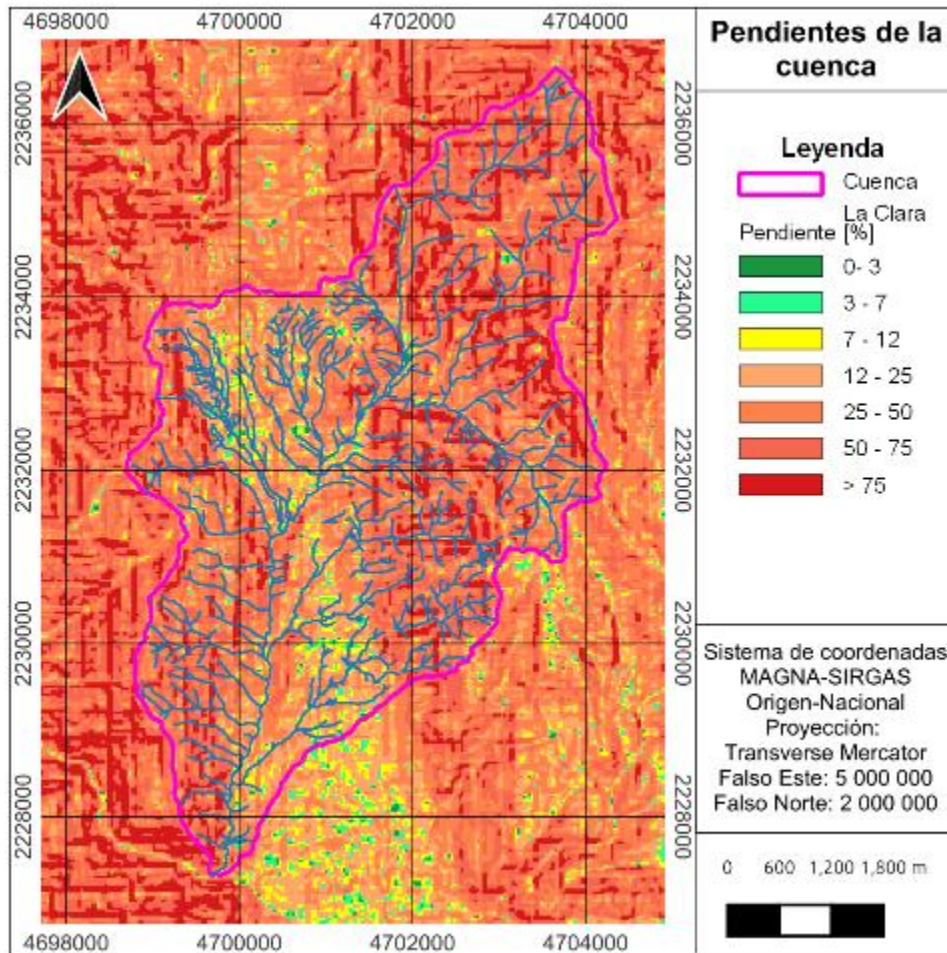 4698000 4700000 4702000 4704000
Pendientes de la
cuenca
2236000
2238000
Leyenda
Cuenca
La Clara
Pendiente [%]
0- 3
3 - 7
7 - 12
12 - 25
25 - 50
50 - 75
> 75
2234000
2234000
2232000
2232000
2230000
2230000
2228000
2228000
Sistema de coordenadas
MAGNA-SIRGAS
Origen-Nacional
Proyección:
Transverse Mercator
Falso Este: 5 000 000
Falso Norte: 2 000 000
0 600 1,200 1,800 m
4698000 4700000 4702000 4704000